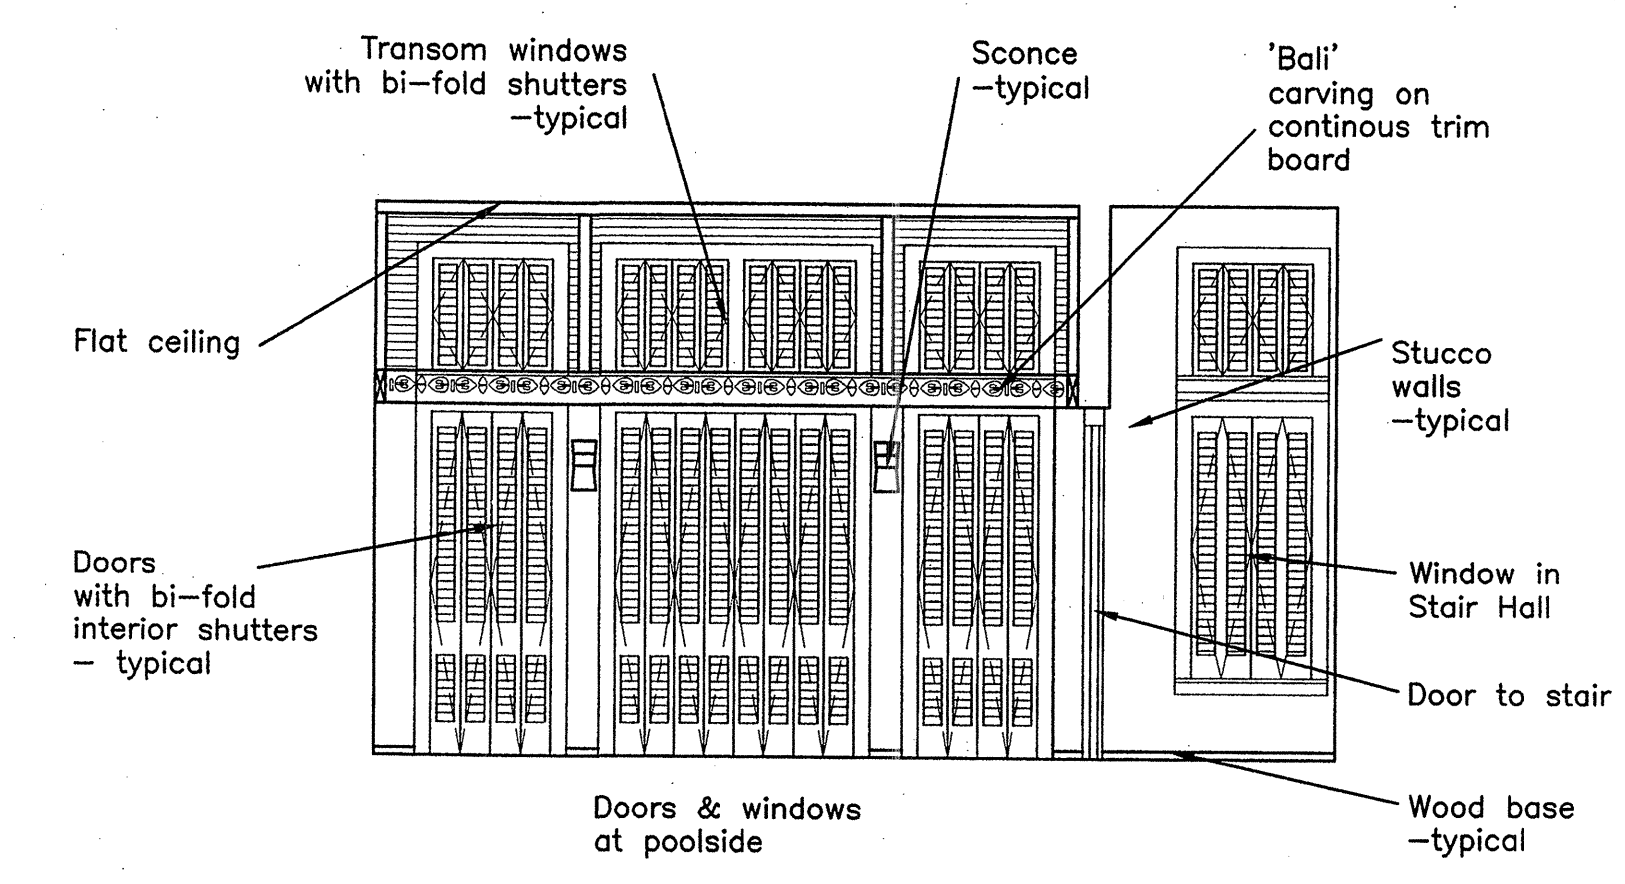 Transom windows
with bi-fold shutters
-typical
Sconce
-typical
'Bali'
carving on
continous trim
board
Flat ceiling
Stucco
walls
-typical
Doors
with bi-fold
interior shutters
- typical
Window in
Stair Hall
Door to stair
Doors & windows
at poolside
Wood base
-typical